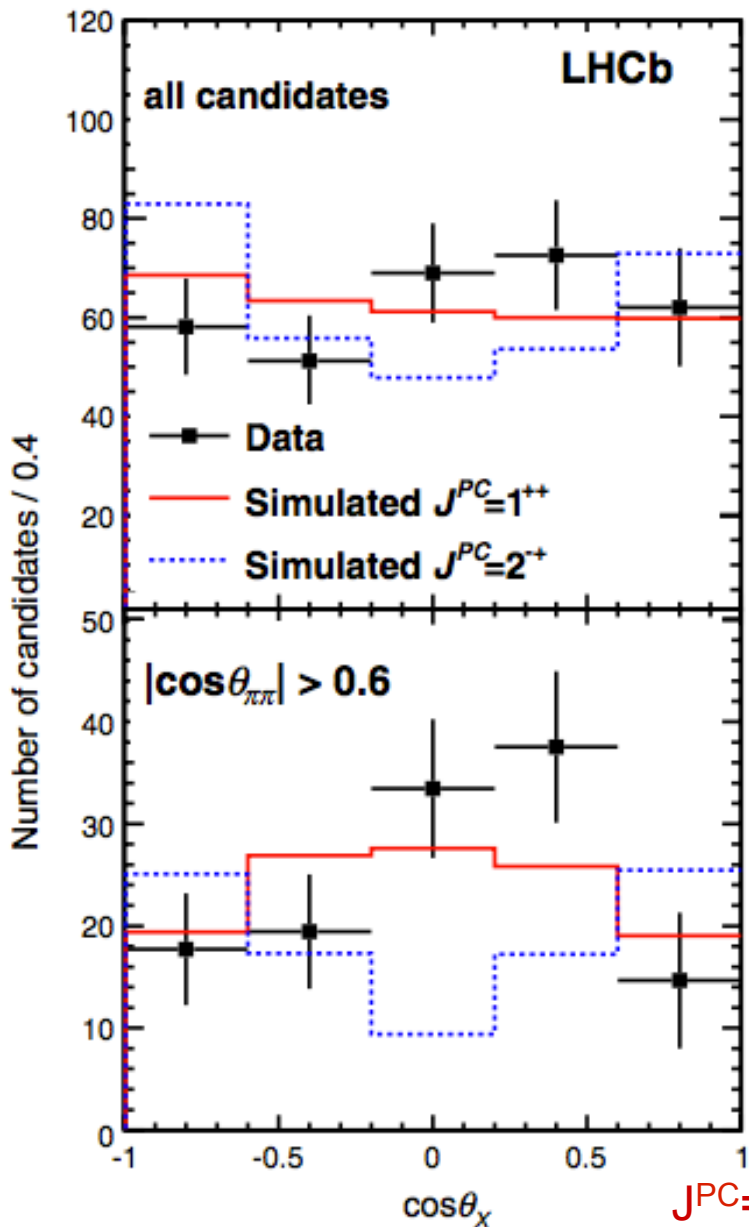 120
LHCb
all candidates
100
80
60
40
Data
Simulated J^PC=1^++
20
Simulated J^PC=2^-+
Number of candidates / 0.4
50
|cosθ_ππ| > 0.6
40
30
20
10
0
-1 -0.5 0 0.5 1
cosθ_X
J^PC=